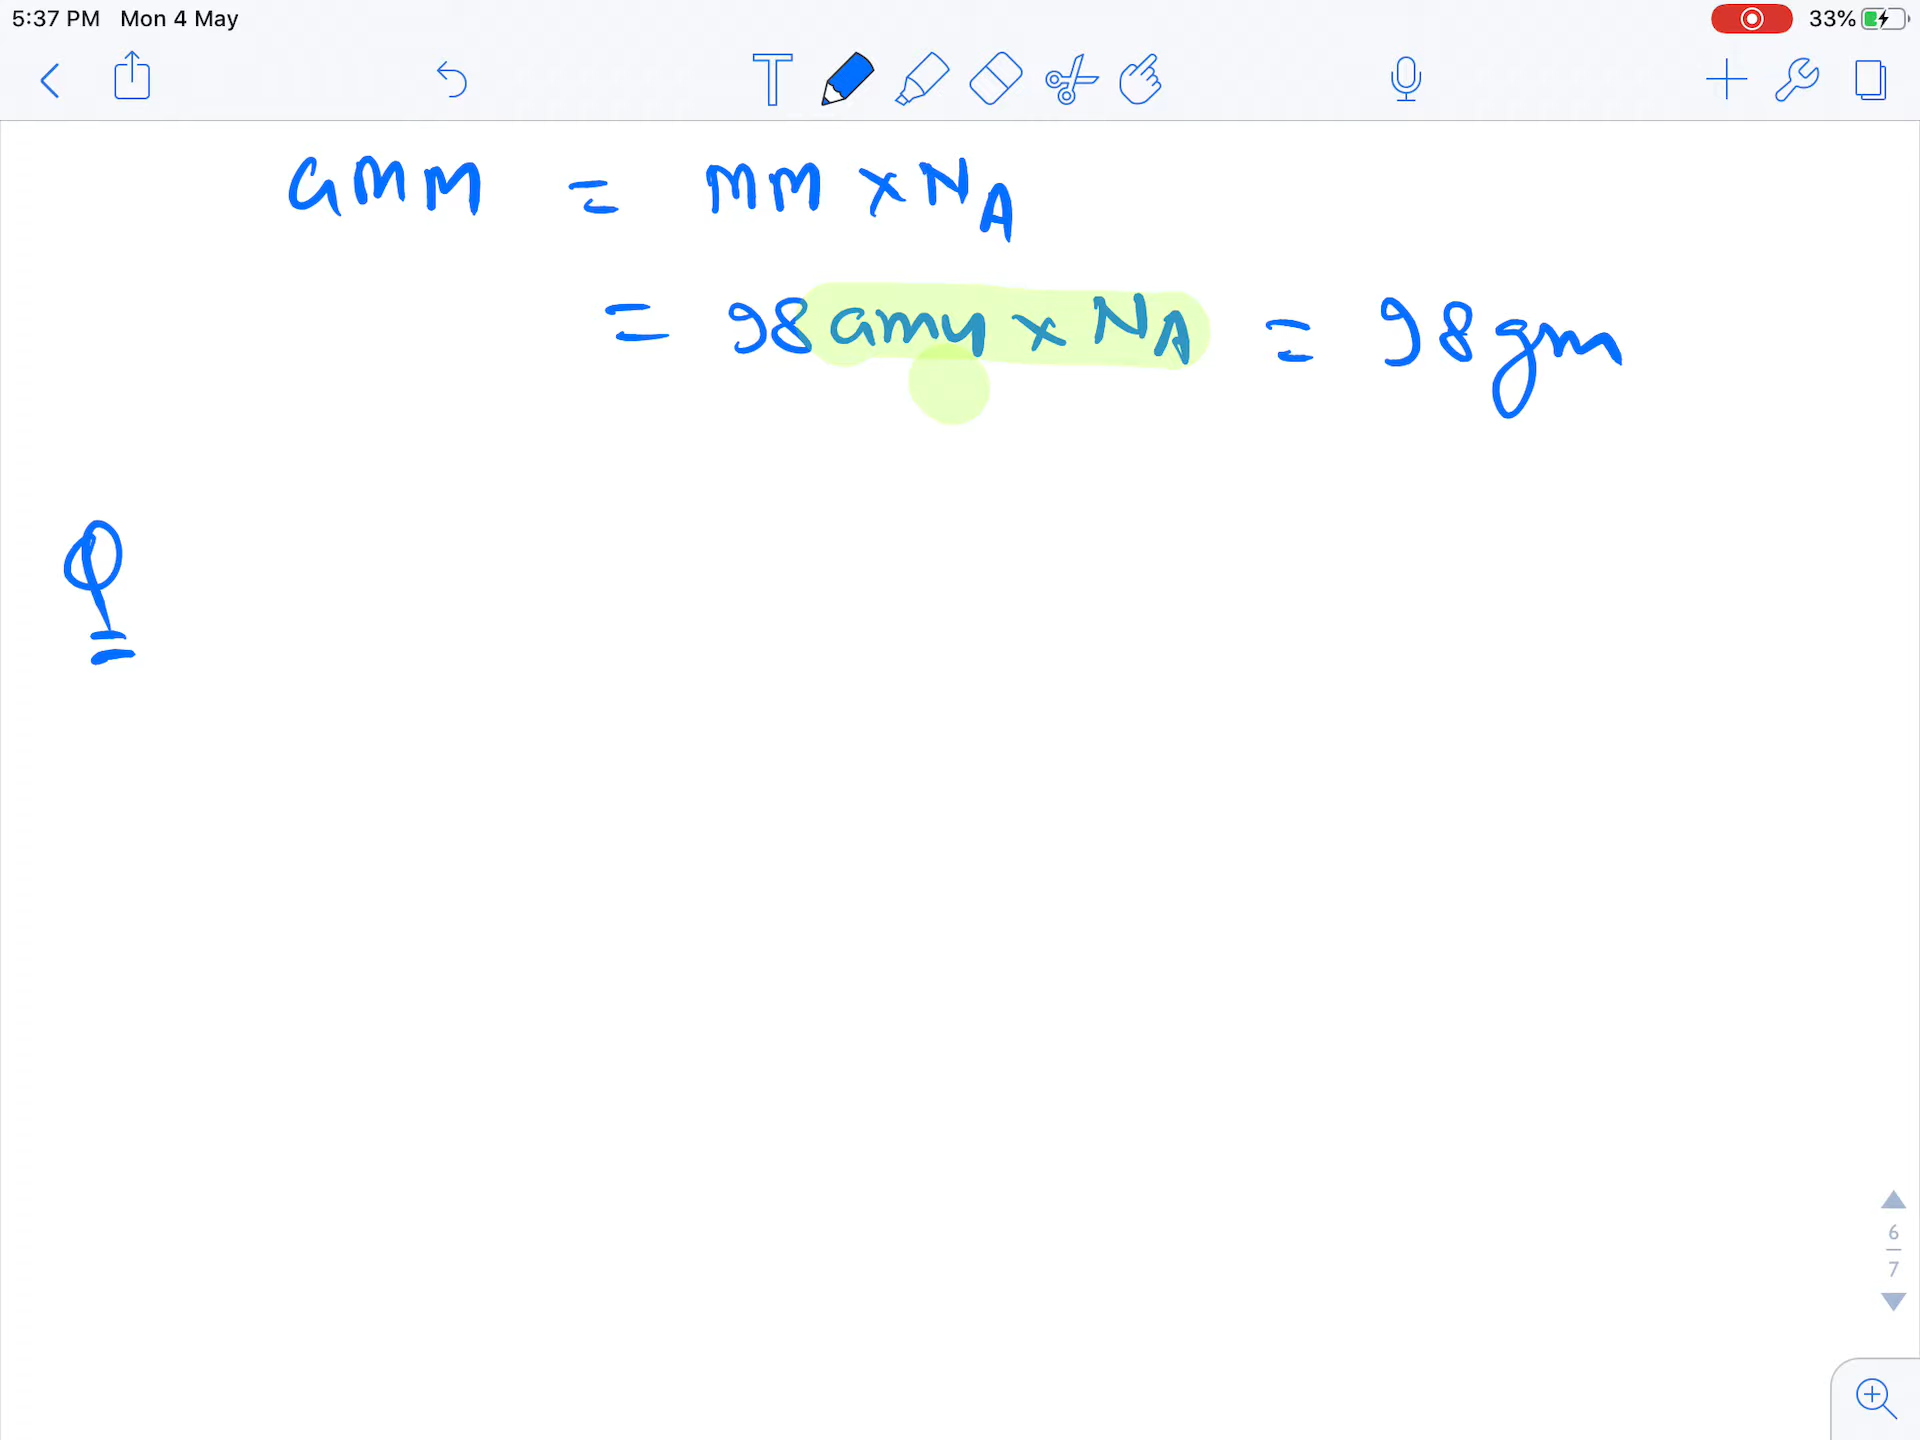 5:37 PM Mon 4 May 33%
GMM = MM × NA
= 98 amu × NA = 98 gm
Q
6
7